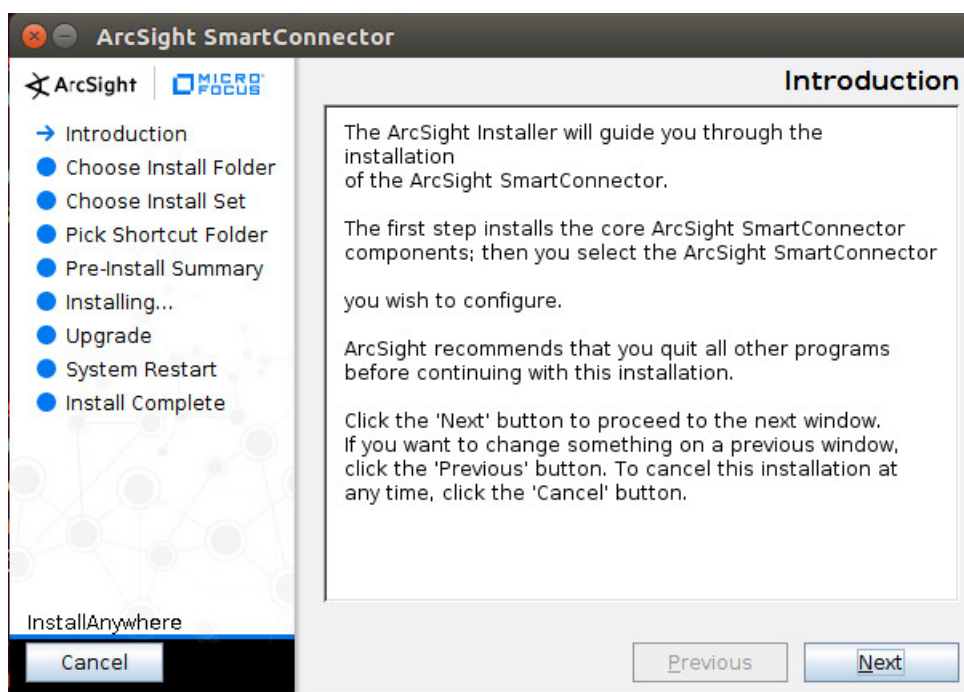 ArcSight SmartConnector
ArcSight
MICRO FOCUS
Introduction
Choose Install Folder
Choose Install Set
Pick Shortcut Folder
Pre-Install Summary
Installing...
Upgrade
System Restart
Install Complete
InstallAnywhere
Cancel
Introduction
The ArcSight Installer will guide you through the
installation
of the ArcSight SmartConnector.
The first step installs the core ArcSight SmartConnector
components; then you select the ArcSight SmartConnector
you wish to configure.
ArcSight recommends that you quit all other programs
before continuing with this installation.
Click the 'Next' button to proceed to the next window.
If you want to change something on a previous window,
click the 'Previous' button. To cancel this installation at
any time, click the 'Cancel' button.
Previous
Next